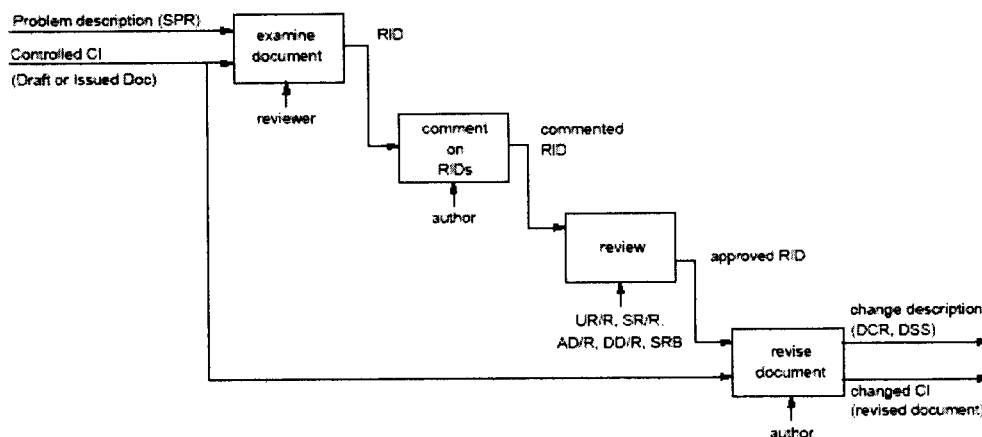 Problem description (SPR)
Controlled CI
(Draft or Issued Doc)
examine
document
RID
reviewer
comment
on
RIDs
commented
RID
author
review
approved RID
UR/R, SR/R.
AD/R, DD/R, SRB
revise
document
change description
(DCR, DSS)
changed CI
(revised document)
author